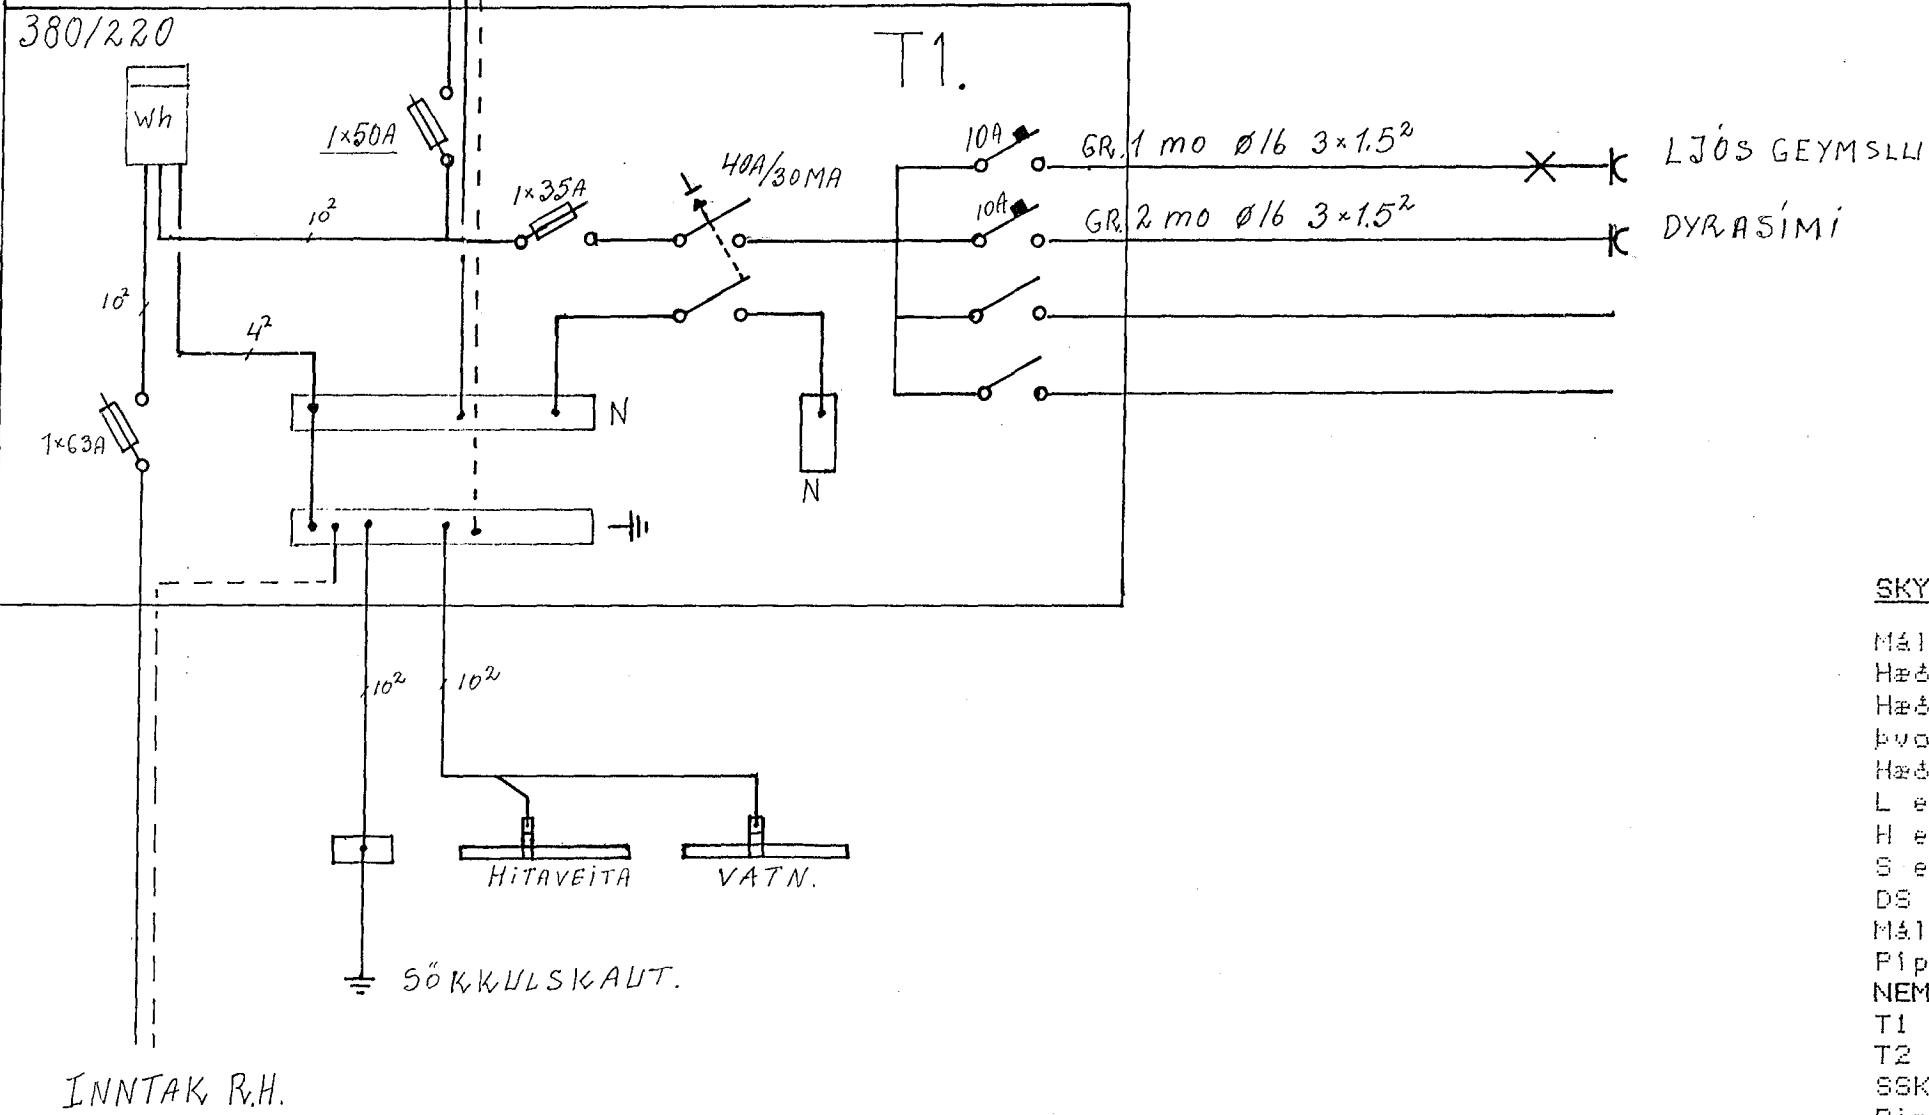 380/220
T1.
Wh
1×50A
1×35A
40A/30MA
10A
GR.1 mo ø16 3×1.5²
LJÓS GEYMSLU
10A
GR.2 mo ø16 3×1.5²
DYRASÍMI
10²
10²
4²
1×63A
N
N
10²
10²
HITAVEITA
VATN.
SÖKKULSKAUT.
INNTAK R.H.
SKY
Mál
Hæð
Hæð
Þvo
Hæð
L e
H e
S e
DS
Mál
Píp
NEM
T1
T2
SSK